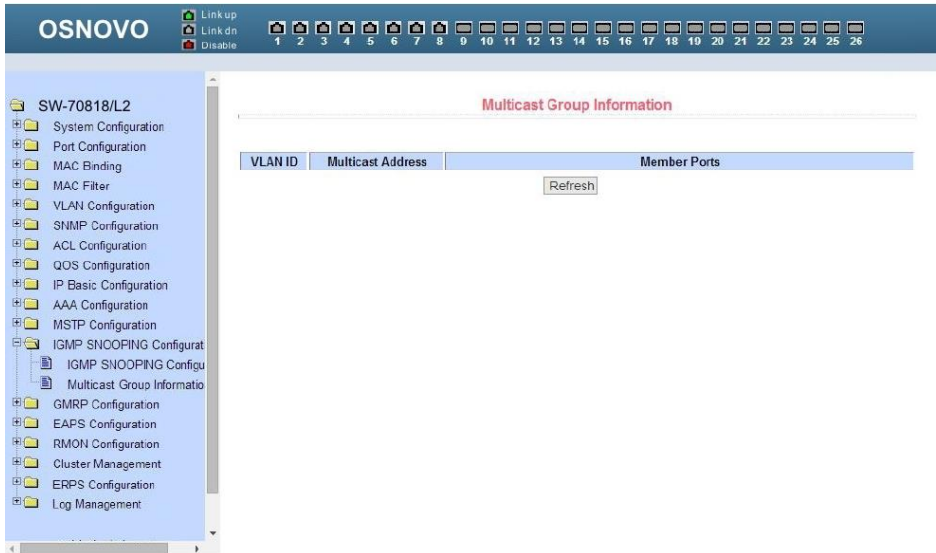 OSNOVO
Link up
Link dn
Disable
1 2 3 4 5 6 7 8 9 10 11 12 13 14 15 16 17 18 19 20 21 22 23 24 25 26
SW-70818/L2
System Configuration
Port Configuration
MAC Binding
MAC Filter
VLAN Configuration
SNMP Configuration
ACL Configuration
QOS Configuration
IP Basic Configuration
AAA Configuration
MSTP Configuration
IGMP SNOOPING Configurat
IGMP SNOOPING Configu
Multicast Group Informatio
GMRP Configuration
EAPS Configuration
RMON Configuration
Cluster Management
ERPS Configuration
Log Management
Multicast Group Information
VLAN ID Multicast Address Member Ports
Refresh